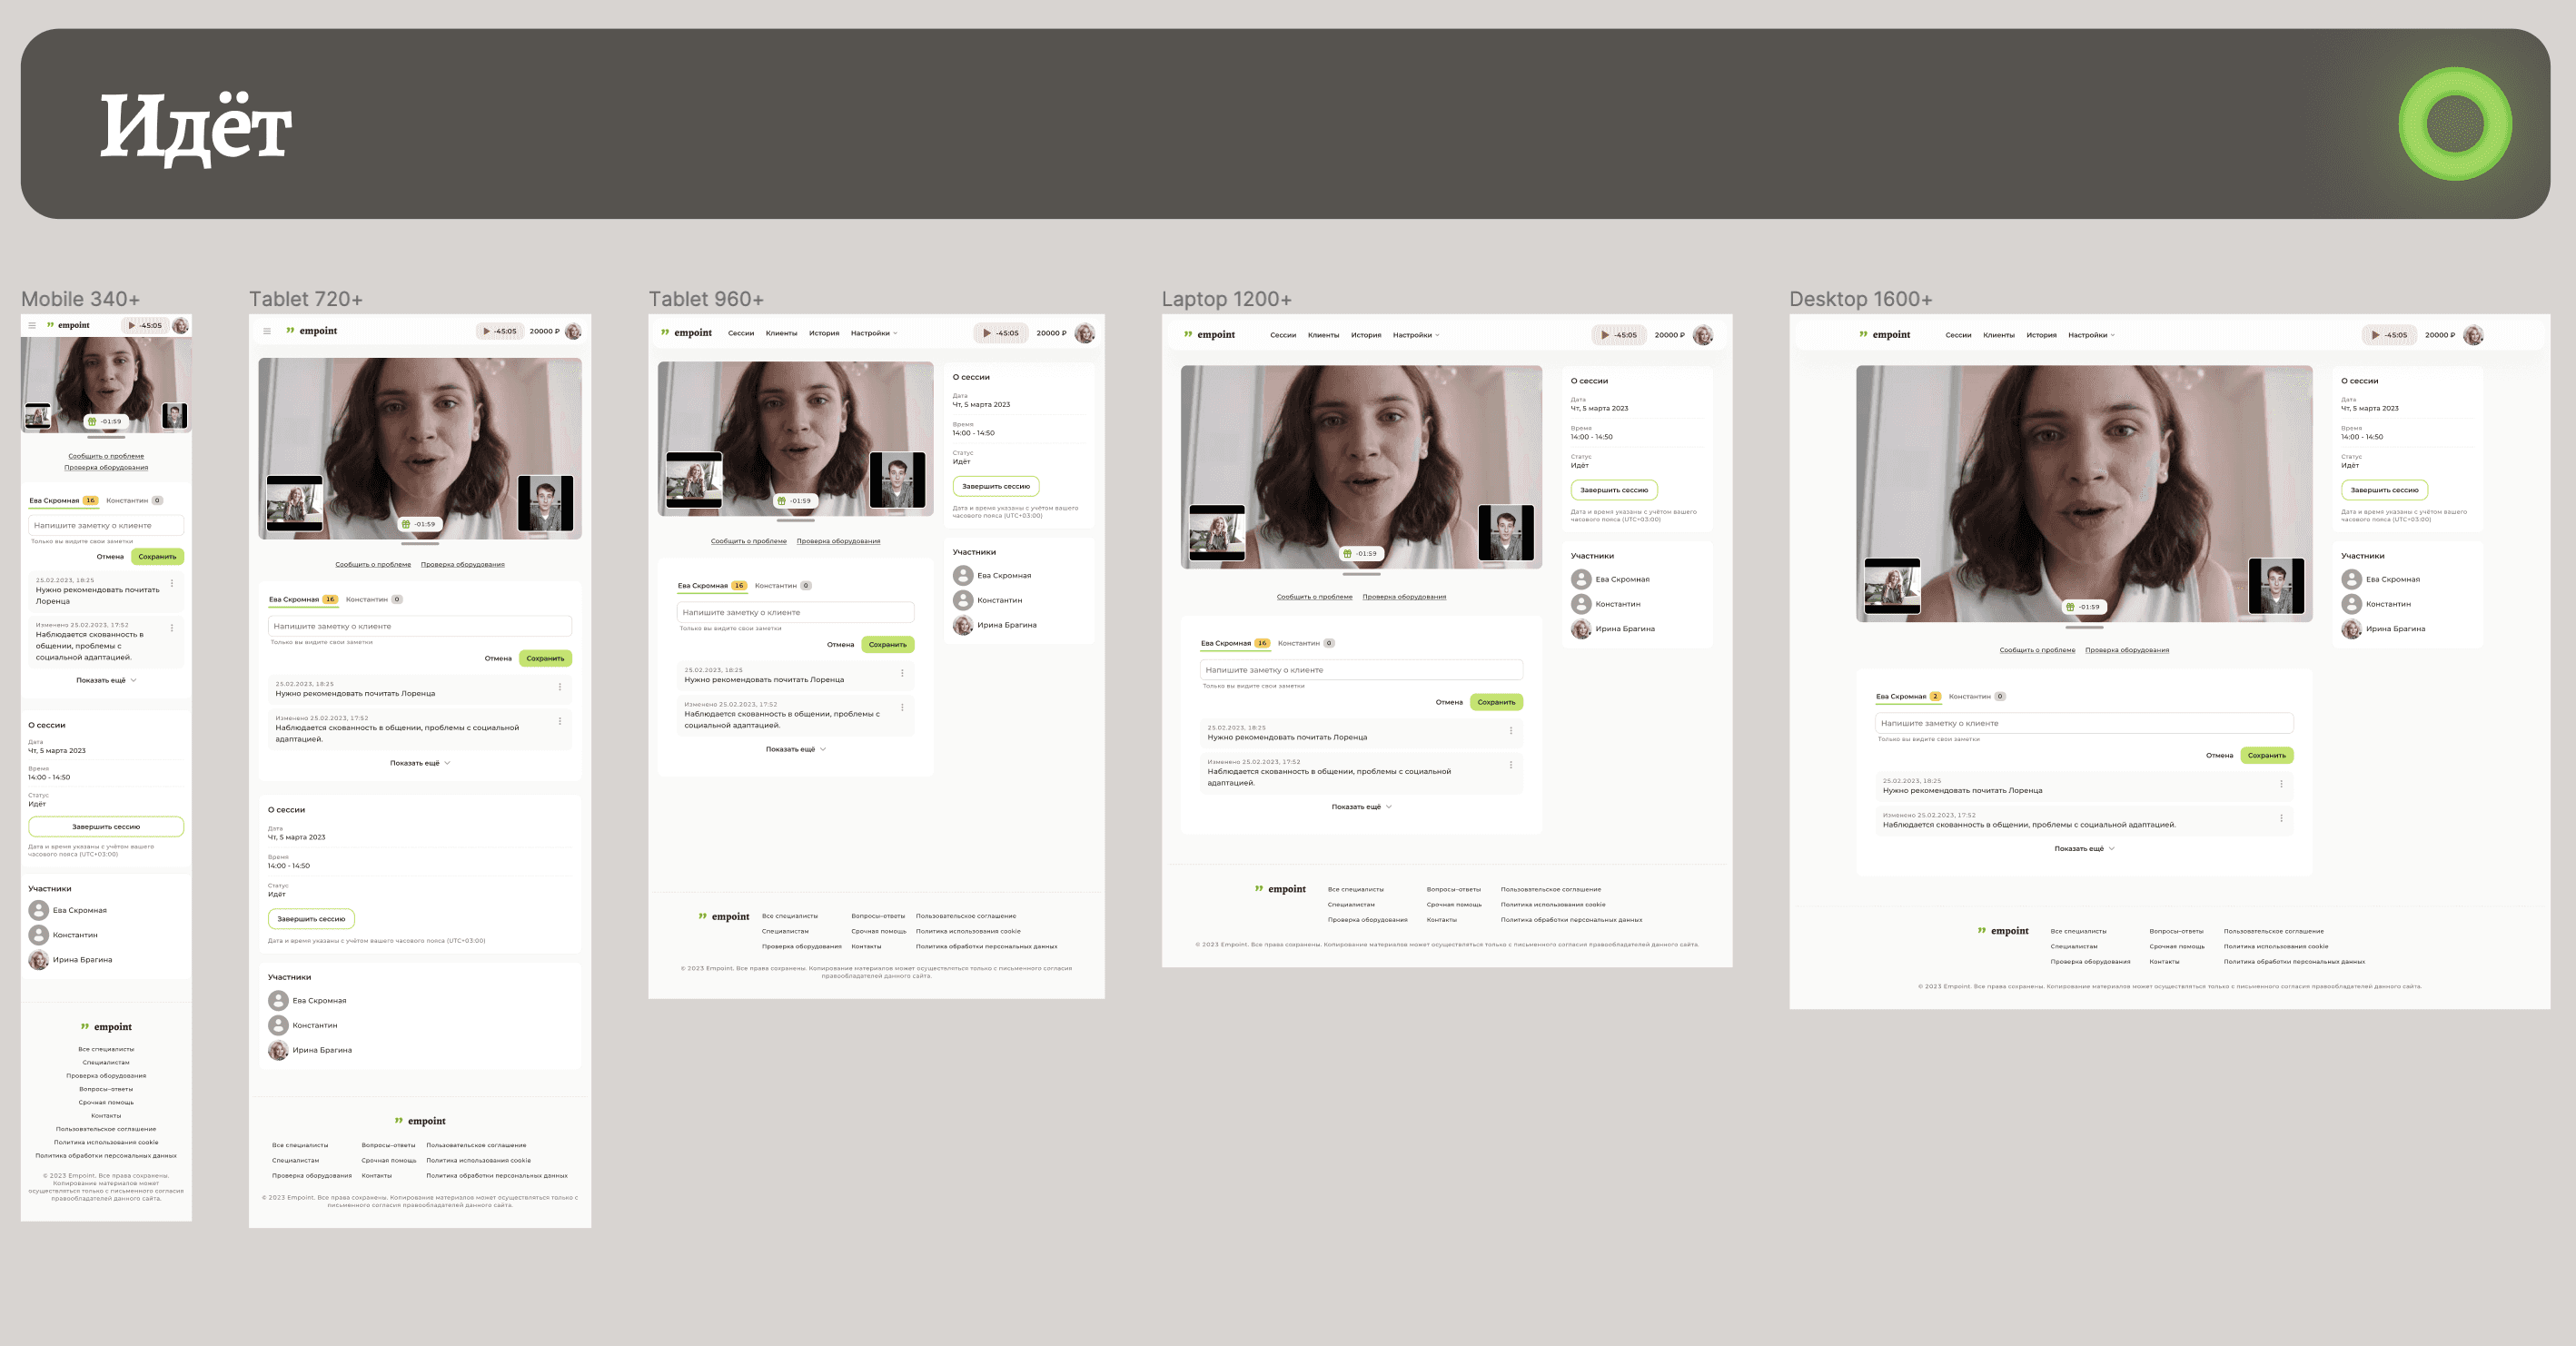 Идёт
Mobile 340+
empoint
-45:05
-01:59
Сообщить о проблеме
Проверка оборудования
Ева Скромная 16 Константин 0
Напишите заметку о клиенте
Только вы видите свои заметки
Отмена Сохранить
25.02.2023, 18:25
Нужно рекомендовать почитать
Лоренца
Изменено 25.02.2023, 17:52
Наблюдается скованность в
общении, проблемы с
социальной адаптацией.
Показать ещё
О сессии
Дата
Чт, 5 марта 2023
Время
14:00 - 14:50
Статус
Идёт
Завершить сессию
Дата и время указаны с учётом вашего
часового пояса (UTC+03:00)
Участники
Ева Скромная
Константин
Ирина Брагина
empoint
Все специалисты
Специалистам
Проверка оборудования
Вопросы-ответы
Срочная помощь
Контакты
Пользовательское соглашение
Политика использования cookie
Политика обработки персональных данных
© 2023 Empoint. Все права сохранены.
Копирование материалов может
осуществляться только с письменного согласия
правообладателей данного сайта.
Tablet 720+
empoint
-45:05 20000 ₽
-01:59
Сообщить о проблеме Проверка оборудования
Ева Скромная 16 Константин 0
Напишите заметку о клиенте
Только вы видите свои заметки
Отмена Сохранить
25.02.2023, 18:25
Нужно рекомендовать почитать Лоренца
Изменено 25.02.2023, 17:52
Наблюдается скованность в общении, проблемы с социальной
адаптацией.
Показать ещё
О сессии
Дата
Чт, 5 марта 2023
Время
14:00 - 14:50
Статус
Идёт
Завершить сессию
Дата и время указаны с учётом вашего часового пояса (UTC+03:00)
Участники
Ева Скромная
Константин
Ирина Брагина
empoint
Все специалисты Вопросы-ответы Пользовательское соглашение
Специалистам Срочная помощь Политика использования cookie
Проверка оборудования Контакты Политика обработки персональных данных
© 2023 Empoint. Все права сохранены. Копирование материалов может осуществляться только с
письменного согласия правообладателей данного сайта.
Tablet 960+
empoint Сессии Клиенты История Настройки -45:05 20000 ₽
-01:59
Сообщить о проблеме Проверка оборудования
Ева Скромная 16 Константин 0
Напишите заметку о клиенте
Только вы видите свои заметки
Отмена Сохранить
25.02.2023, 18:25
Нужно рекомендовать почитать Лоренца
Изменено 25.02.2023, 17:52
Наблюдается скованность в общении, проблемы с
социальной адаптацией.
Показать ещё
О сессии
Дата
Чт, 5 марта 2023
Время
14:00 - 14:50
Статус
Идёт
Завершить сессию
Дата и время указаны с учётом вашего
часового пояса (UTC+03:00)
Участники
Ева Скромная
Константин
Ирина Брагина
empoint Все специалисты Вопросы-ответы Пользовательское соглашение
Специалистам Срочная помощь Политика использования cookie
Проверка оборудования Контакты Политика обработки персональных данных
© 2023 Empoint. Все права сохранены. Копирование материалов может осуществляться только с письменного согласия
правообладателей данного сайта.
Laptop 1200+
empoint Сессии Клиенты История Настройки -45:05 20000 ₽
-01:59
Сообщить о проблеме Проверка оборудования
Ева Скромная 16 Константин 0
Напишите заметку о клиенте
Только вы видите свои заметки
Отмена Сохранить
25.02.2023, 18:25
Нужно рекомендовать почитать Лоренца
Изменено 25.02.2023, 17:52
Наблюдается скованность в общении, проблемы с социальной
адаптацией.
Показать ещё
О сессии
Дата
Чт, 5 марта 2023
Время
14:00 - 14:50
Статус
Идёт
Завершить сессию
Дата и время указаны с учётом вашего
часового пояса (UTC+03:00)
Участники
Ева Скромная
Константин
Ирина Брагина
empoint Все специалисты Вопросы-ответы Пользовательское соглашение
Специалистам Срочная помощь Политика использования cookie
Проверка оборудования Контакты Политика обработки персональных данных
© 2023 Empoint. Все права сохранены. Копирование материалов может осуществляться только с письменного согласия правообладателей данного сайта.
Desktop 1600+
empoint Сессии Клиенты История Настройки -45:05 20000 ₽
-01:59
Сообщить о проблеме Проверка оборудования
Ева Скромная 2 Константин 0
Напишите заметку о клиенте
Только вы видите свои заметки
Отмена Сохранить
25.02.2023, 18:25
Нужно рекомендовать почитать Лоренца
Изменено 25.02.2023, 17:52
Наблюдается скованность в общении, проблемы с социальной адаптацией.
Показать ещё
О сессии
Дата
Чт, 5 марта 2023
Время
14:00 - 14:50
Статус
Идёт
Завершить сессию
Дата и время указаны с учётом вашего
часового пояса (UTC+03:00)
Участники
Ева Скромная
Константин
Ирина Брагина
empoint Все специалисты Вопросы-ответы Пользовательское соглашение
Специалистам Срочная помощь Политика использования cookie
Проверка оборудования Контакты Политика обработки персональных данных
© 2023 Empoint. Все права сохранены. Копирование материалов может осуществляться только с письменного согласия правообладателей данного сайта.